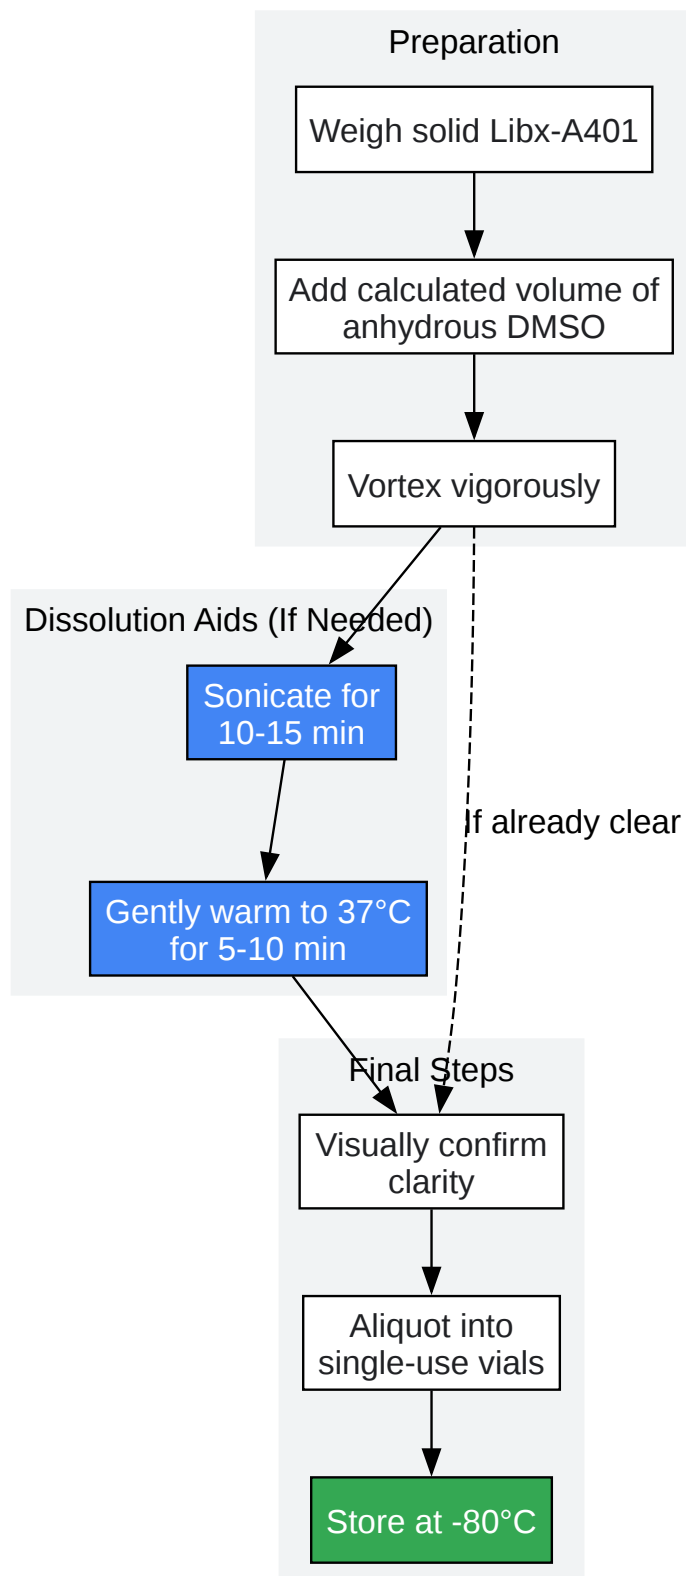 Preparation
Weigh solid Libx-A401
Add calculated volume of
anhydrous DMSO
Vortex vigorously
Dissolution Aids (If Needed)
Sonicate for
10-15 min
If already clear
Gently warm to 37°C
for 5-10 min
Final Steps
Visually confirm
clarity
Aliquot into
single-use vials
Store at -80°C